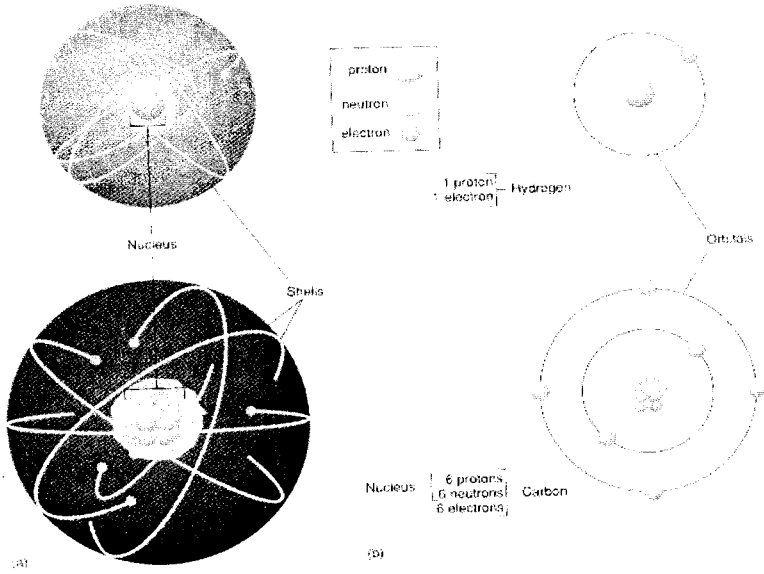 proton
neutron
electron
1 proton
1 electron
Hydrogen
Nucleus
Orbitals
Shells
Nucleus
6 protons
6 neutrons
6 electrons
Carbon
(a)
(b)